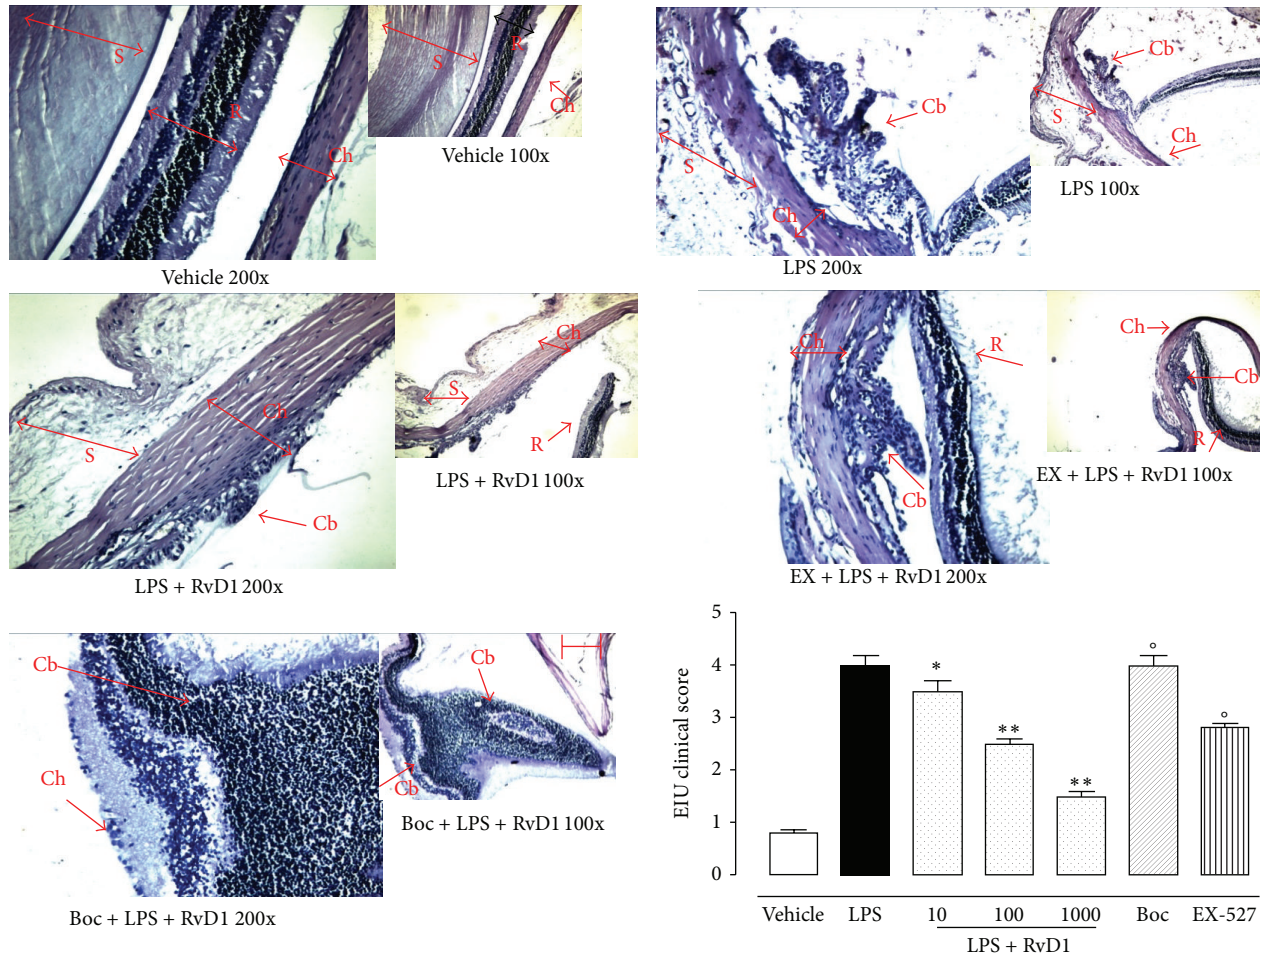 S
R
Ch
Vehicle 200x
S
R
Ch
Vehicle 100x
S
Ch
Cb
LPS 200x
S
Cb
Ch
LPS 100x
S
Ch
Cb
LPS + RvD1 200x
S
Ch
R
LPS + RvD1 100x
Ch
R
Cb
EX + LPS + RvD1 200x
Ch
Cb
R
EX + LPS + RvD1 100x
Cb
Ch
Boc + LPS + RvD1 200x
Cb
Cb
Boc + LPS + RvD1 100x
EIU clinical score
5
4
3
2
1
0
*
**
**
°
°
Vehicle LPS 10 100 1000 Boc EX-527
LPS + RvD1